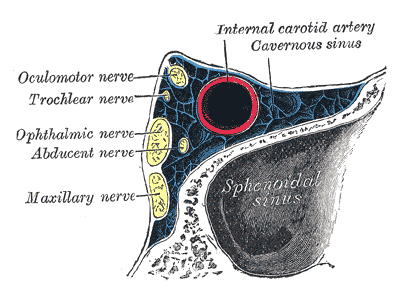 Internal carotid artery
Cavernous sinus
Oculomotor nerve
Trochlear nerve
Ophthalmic nerve
Abducent nerve
Maxillary nerve
Sphenoidal
sinus